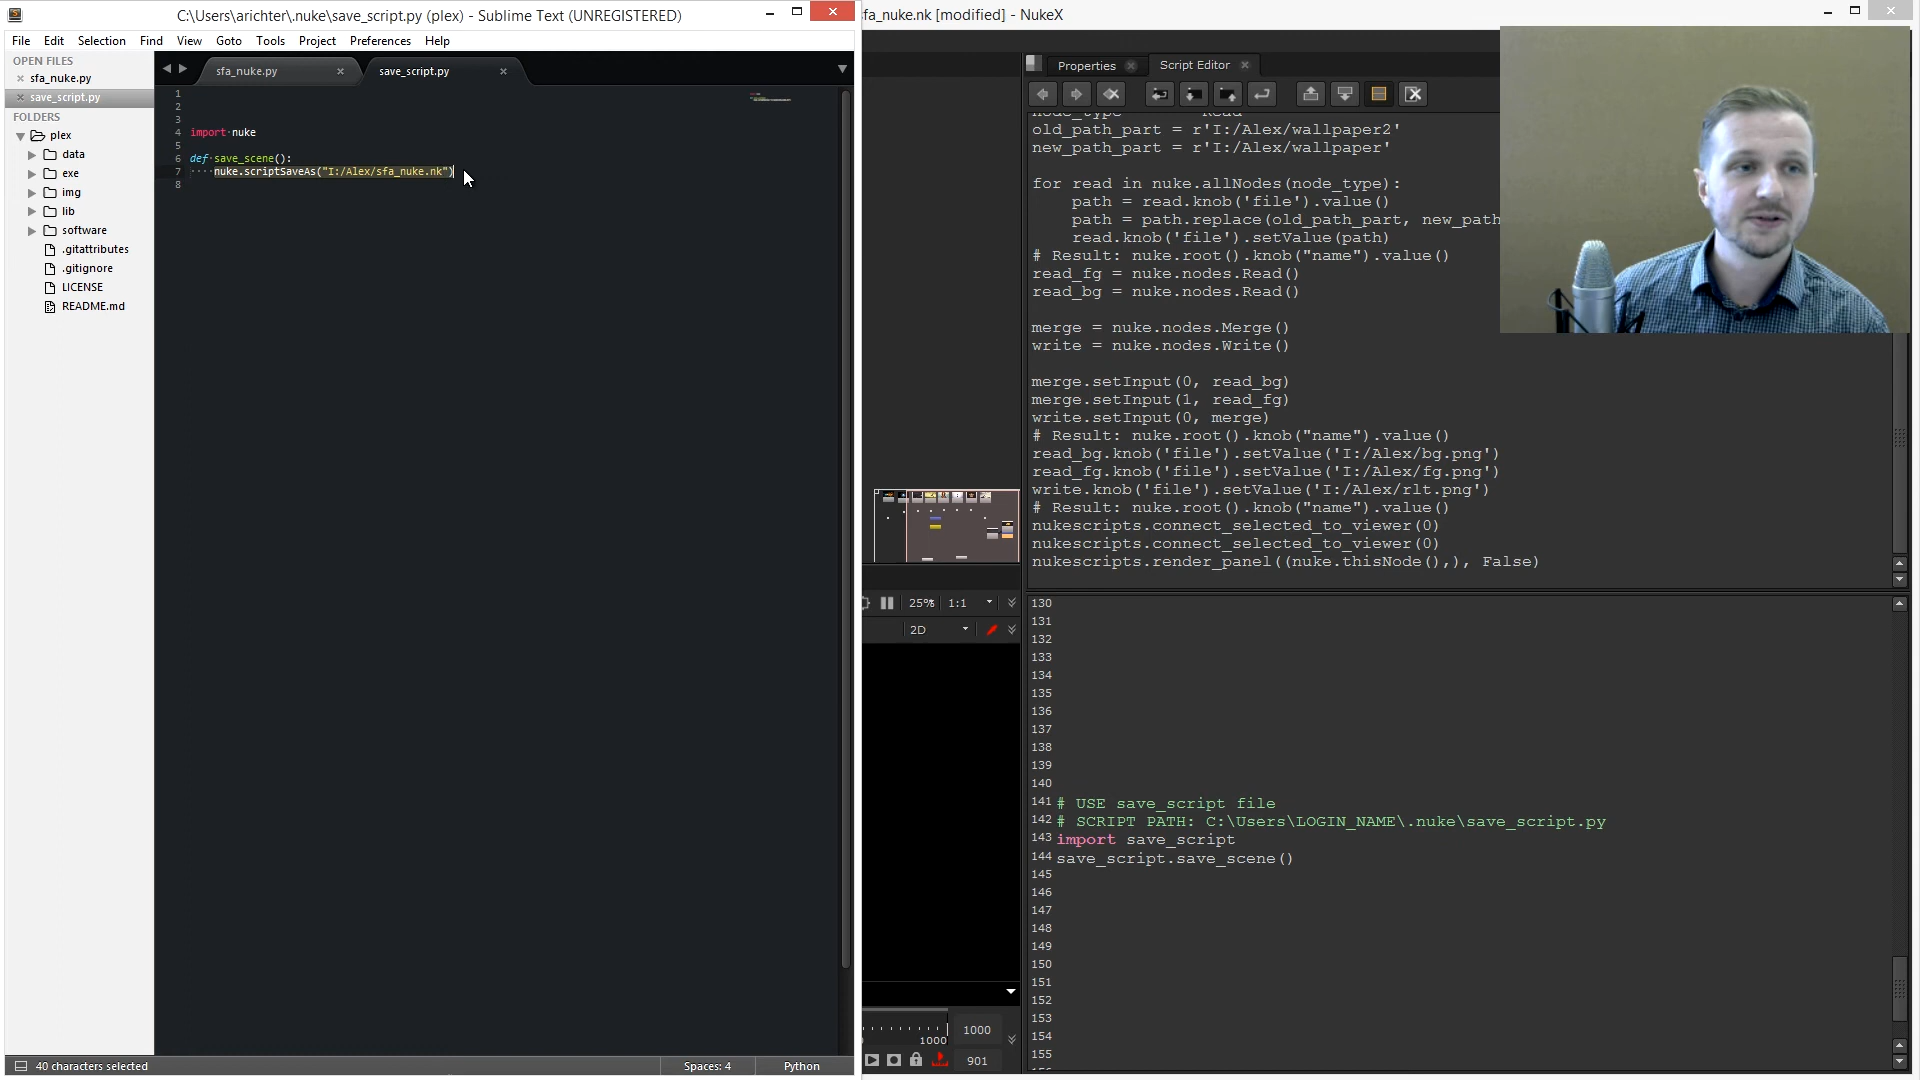 C:\Users\arichter\.nuke\save_script.py (plex) - Sublime Text (UNREGISTERED)
File Edit Selection Find View Goto Tools Project Preferences Help
OPEN FILES
sfa_nuke.py
save_script.py
FOLDERS
plex
data
exe
img
lib
software
.gitattributes
.gitignore
LICENSE
README.md
sfa_nuke.py
save_script.py
1
2
3
4 import nuke
5
6 def save_scene():
7 nuke.scriptSaveAs("I:/Alex/sfa_nuke.nk")
8
40 characters selected
Spaces: 4
Python
sfa_nuke.nk [modified] - NukeX
Properties
Script Editor
old_path_part = r'I:/Alex/wallpaper2'
new_path_part = r'I:/Alex/wallpaper'
for read in nuke.allNodes(node_type):
path = read.knob('file').value()
path = path.replace(old_path_part, new_path
read.knob('file').setValue(path)
# Result: nuke.root().knob("name").value()
read_fg = nuke.nodes.Read()
read_bg = nuke.nodes.Read()
merge = nuke.nodes.Merge()
write = nuke.nodes.Write()
merge.setInput(0, read_bg)
merge.setInput(1, read_fg)
write.setInput(0, merge)
# Result: nuke.root().knob("name").value()
read_bg.knob('file').setValue('I:/Alex/bg.png')
read_fg.knob('file').setValue('I:/Alex/fg.png')
write.knob('file').setValue('I:/Alex/rlt.png')
# Result: nuke.root().knob("name").value()
nukescripts.connect_selected_to_viewer(0)
nukescripts.connect_selected_to_viewer(0)
nukescripts.render_panel((nuke.thisNode(),), False)
25% 1:1
2D
1000
1000
901
130
131
132
133
134
135
136
137
138
139
140
141 # USE save_script file
142 # SCRIPT PATH: C:\Users\LOGIN_NAME\.nuke\save_script.py
143 import save_script
144 save_script.save_scene()
145
146
147
148
149
150
151
152
153
154
155